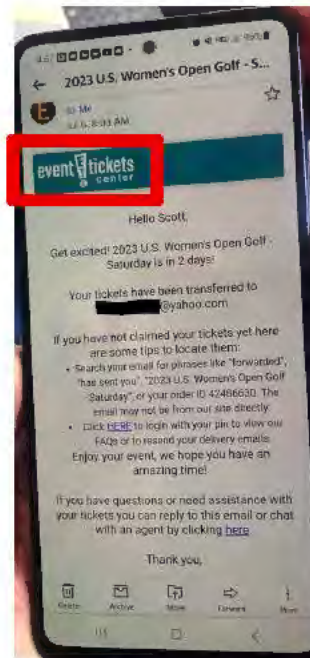 2023 U.S. Women's Open Golf - S...
to Me
event tickets
center
Hello Scott,
Get excited! 2023 U.S. Women's Open Golf -
Saturday is in 2 days!
Your tickets have been transferred to
@yahoo.com
If you have not claimed your tickets yet here
are some tips to locate them:
• Search your email for phrases like "forwarded",
"has sent you", "2023 U.S. Women's Open Golf
- Saturday", or your order ID 42486630. The
email may not be from our site directly.
• Click HERE to login with your pin to view our
FAQs or to resend your delivery emails.
Enjoy your event, we hope you have an
amazing time!
If you have questions or need assistance with
your tickets you can reply to this email or chat
with an agent by clicking here
Thank you,
Delete Archive Move Forward More